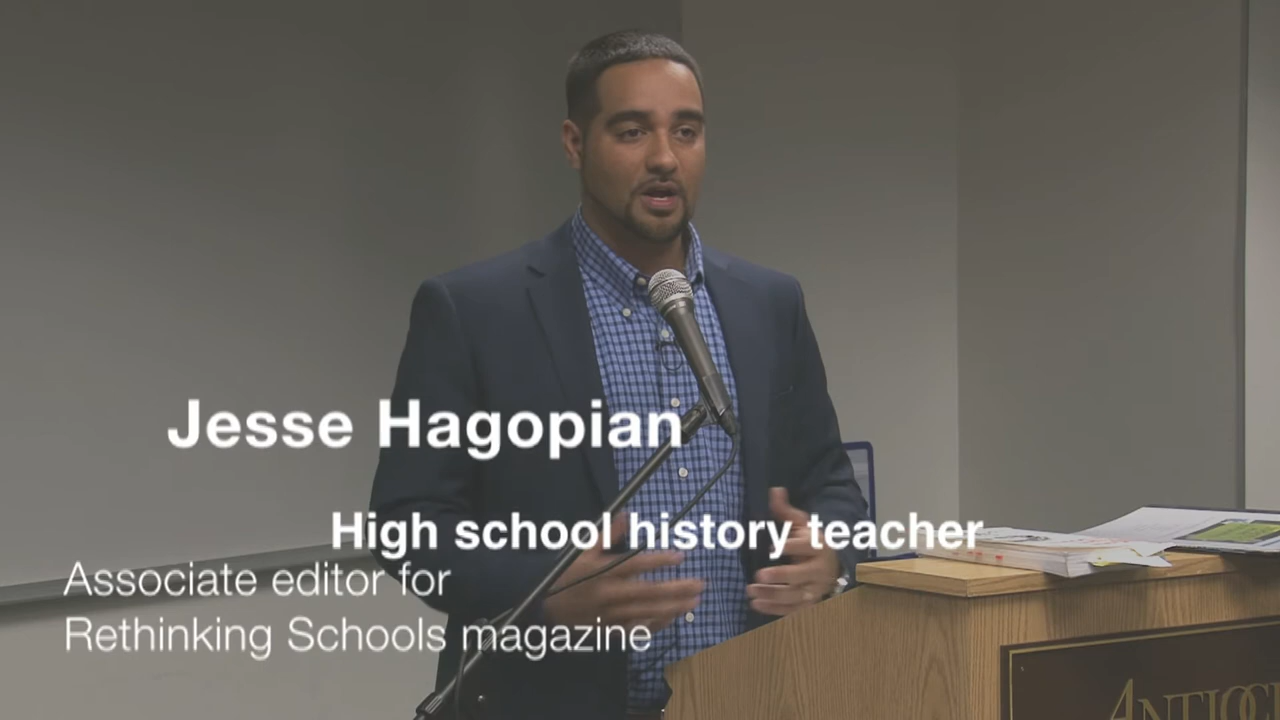 Jesse Hagopian
High school history teacher
Associate editor for
Rethinking Schools magazine